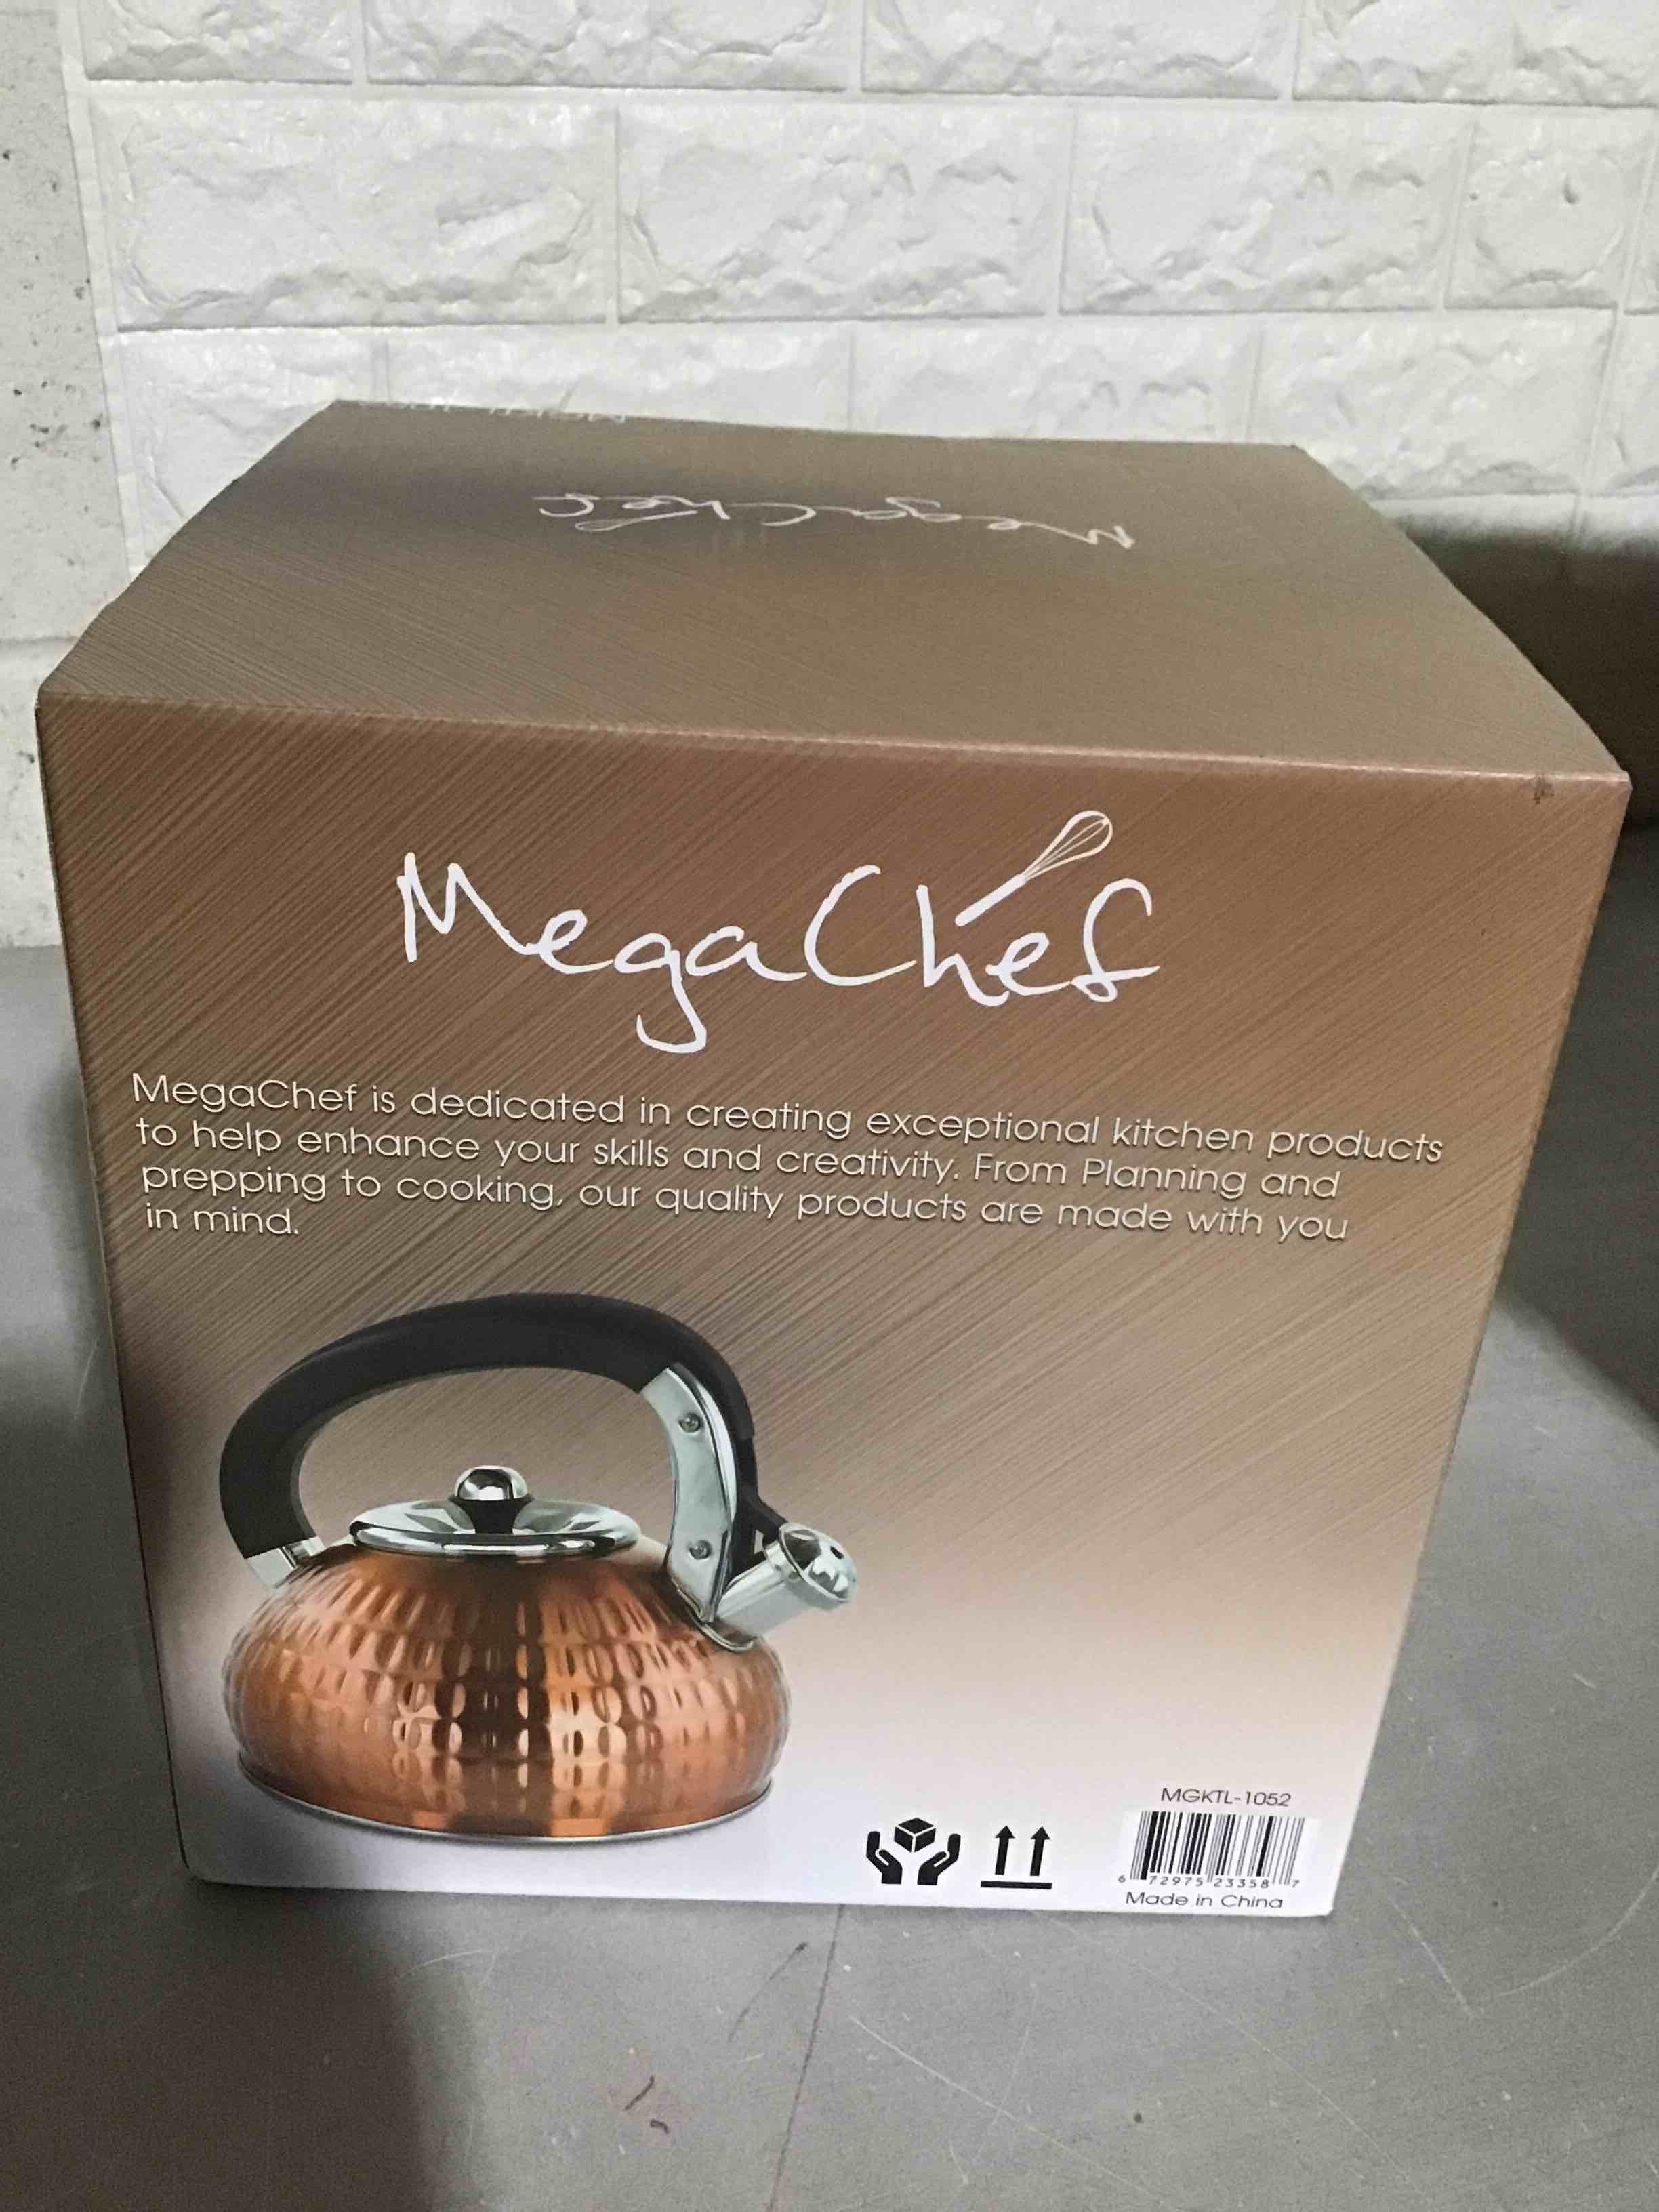 MegaChef
MegaChef
MegaChef is dedicated in creating exceptional kitchen products
to help enhance your skills and creativity. From Planning and
prepping to cooking, our quality products are made with you
in mind.
MGKTL-1052
6 72975 23358 7
Made in China